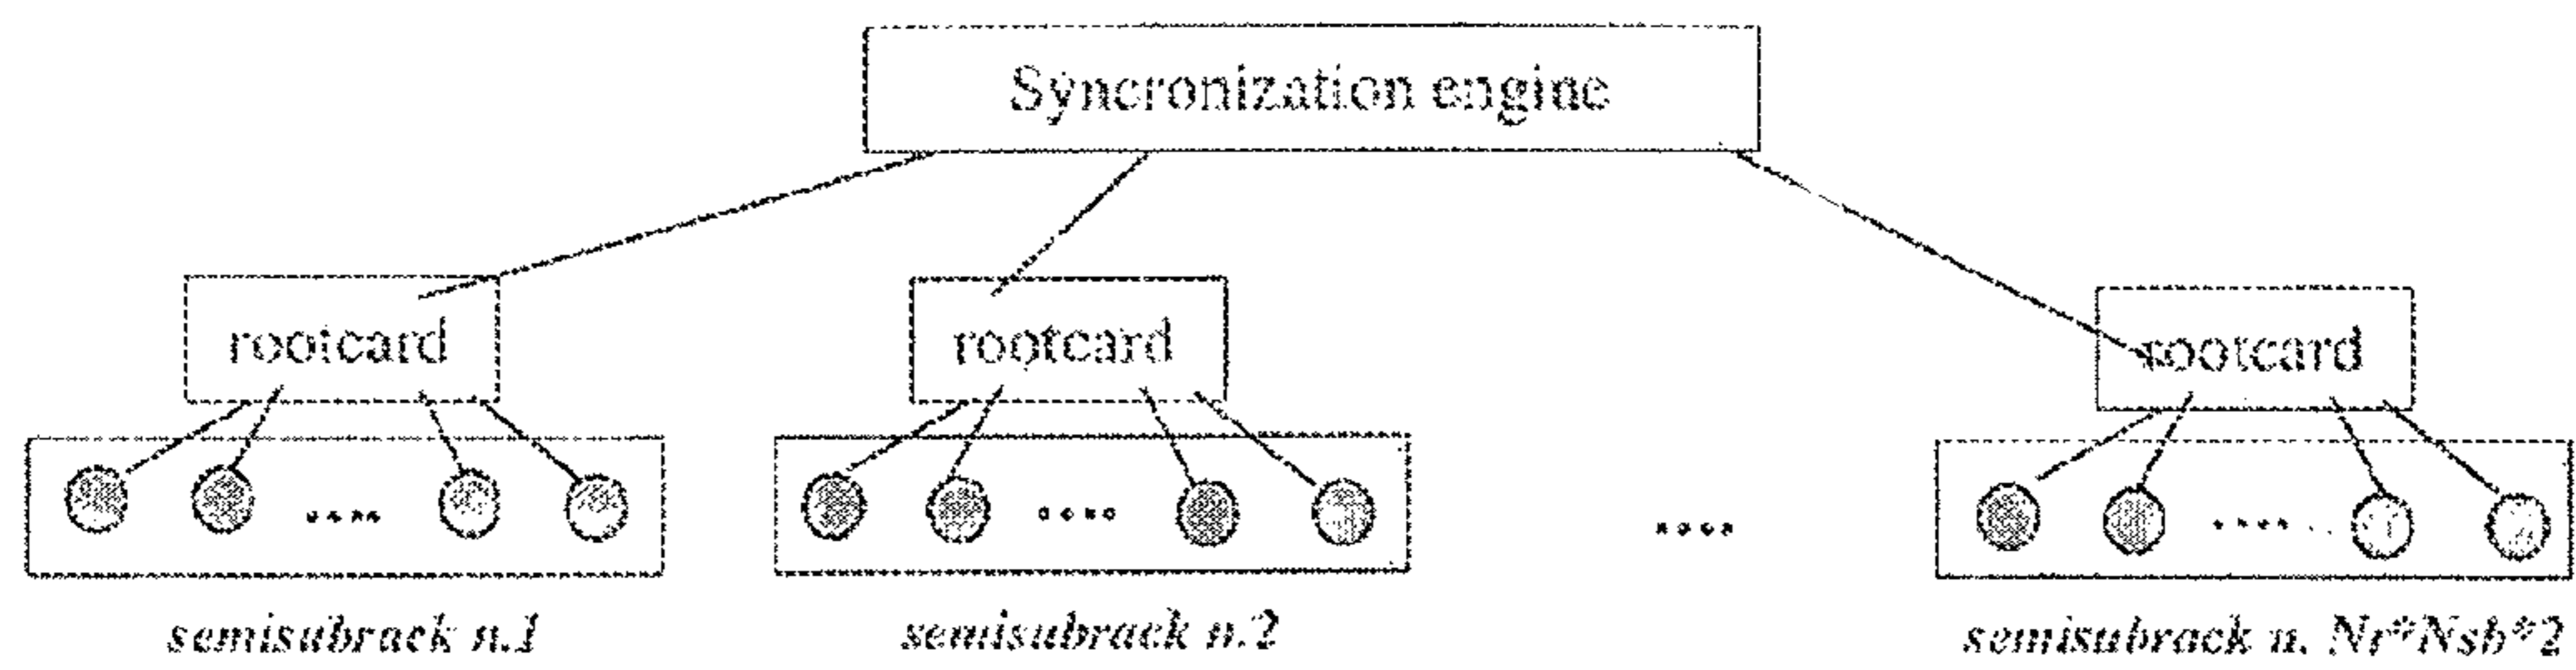 Syncronization engine
rootcard
rootcard
rootcard
....
....
....
....
semisubrack n.1
semisubrack n.2
semisubrack n. Nr*Nsb*2